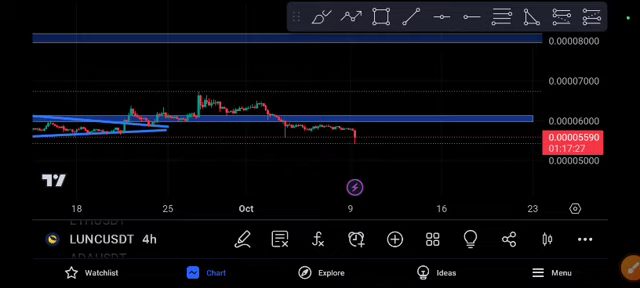 0.00008000
0.00007000
0.00006000
0.00005590
01:17:27
0.00005000
18 25 Oct 9 16 23
LUNCUSDT 4h
Watchlist Chart Explore Ideas Menu